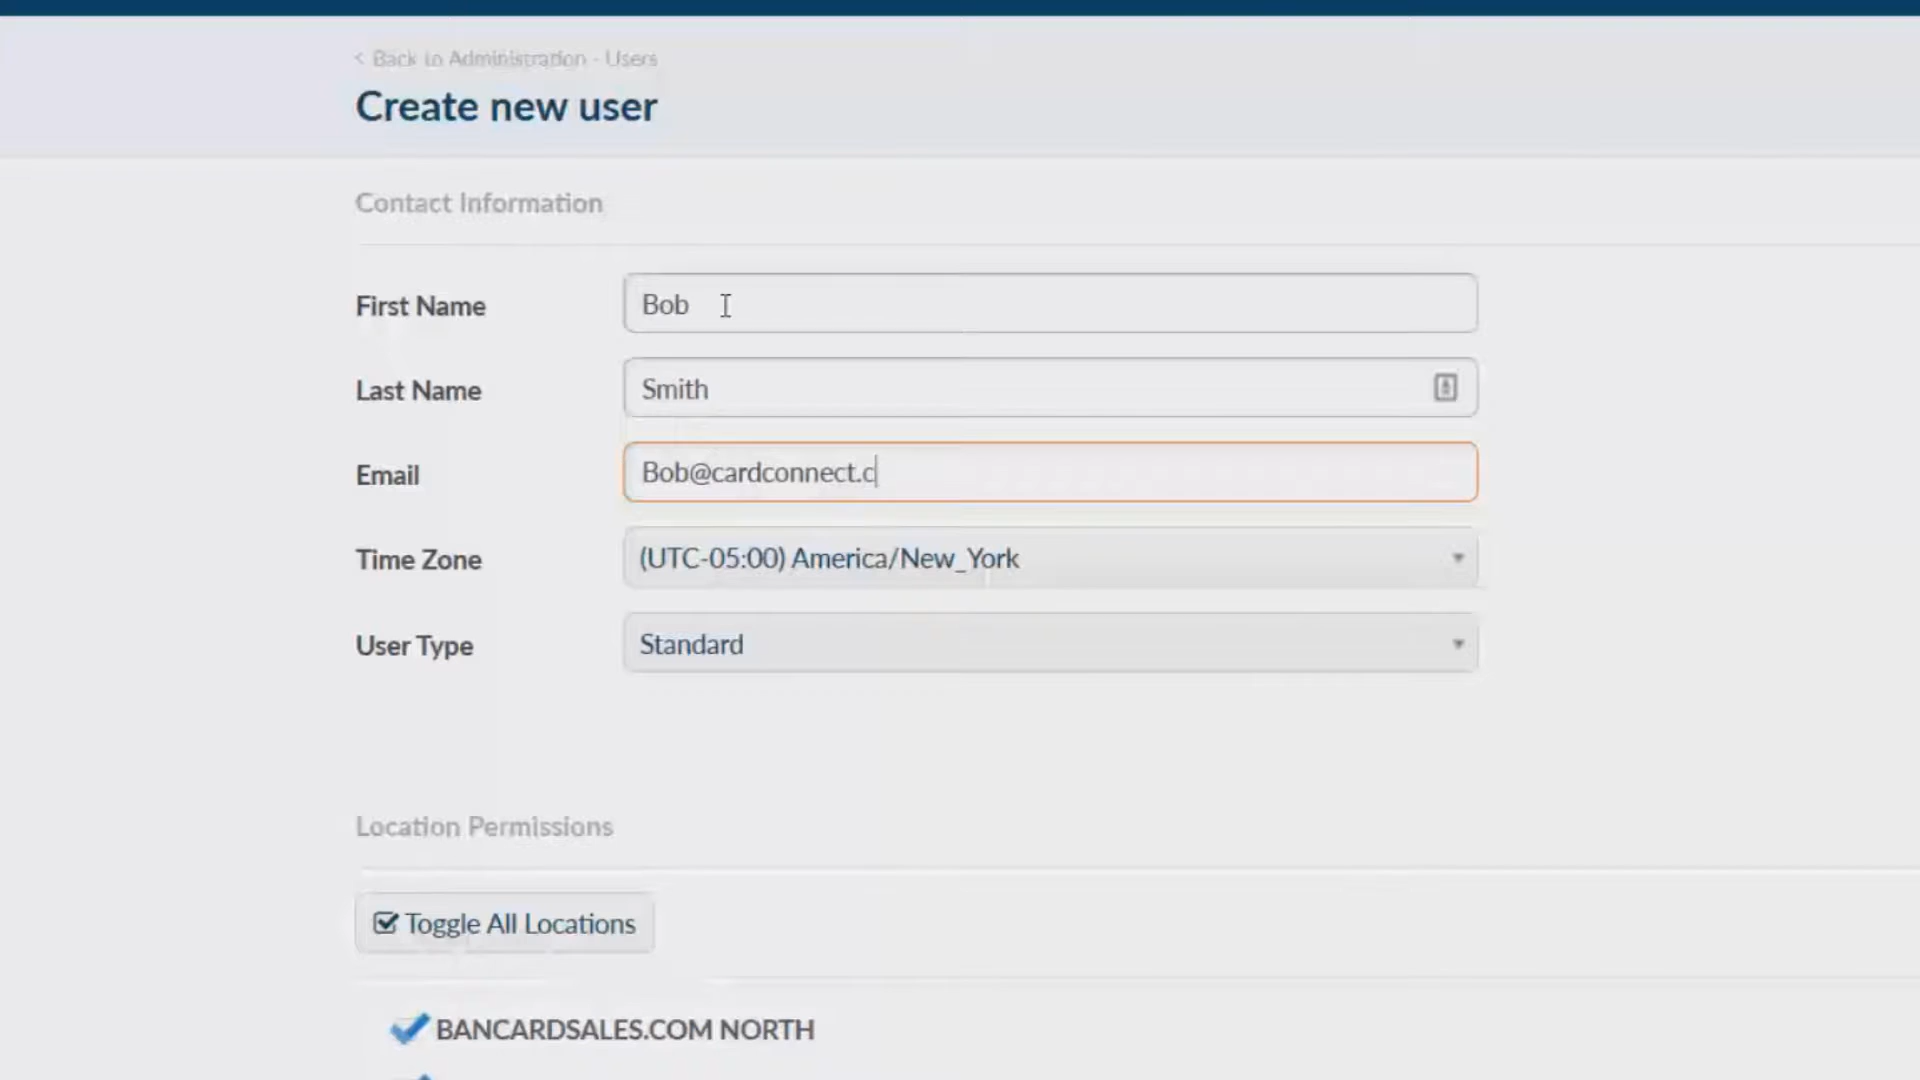 < Back to Administration - Users
Create new user
Contact Information
First Name
Bob
Last Name
Smith
Email
Bob@cardconnect.c
Time Zone
(UTC-05:00) America/New_York
User Type
Standard
Location Permissions
Toggle All Locations
BANCARDSALES.COM NORTH